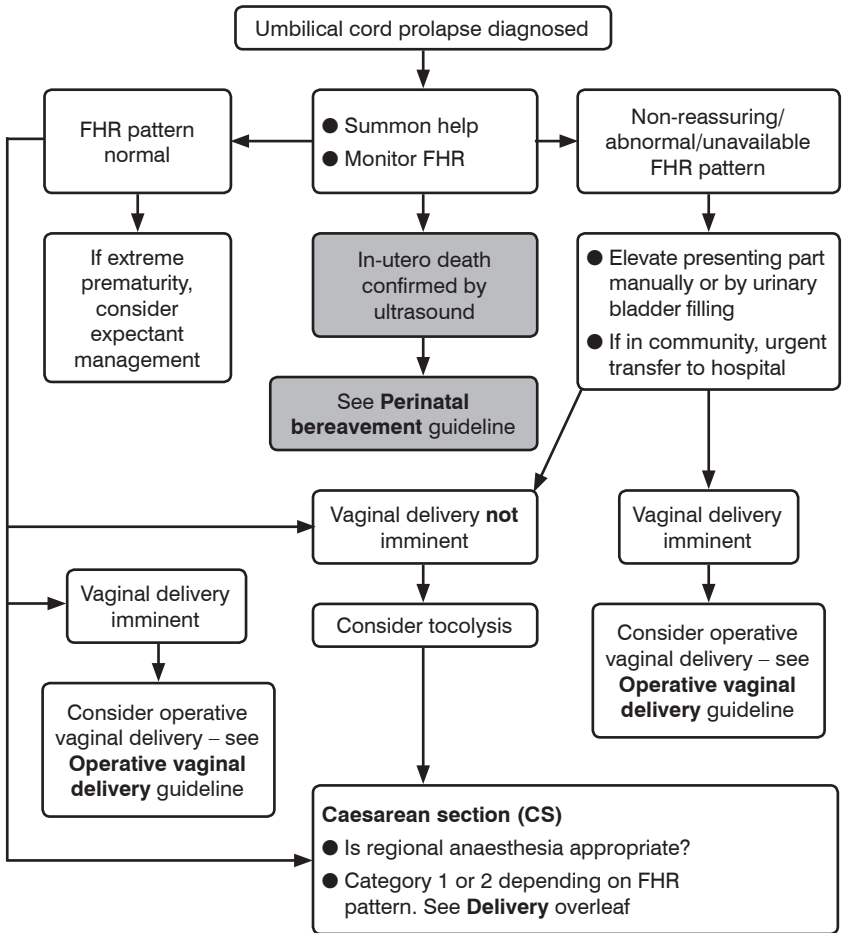 Umbilical cord prolapse diagnosed
FHR pattern
normal
● Summon help
● Monitor FHR
Non-reassuring/
abnormal/unavailable
FHR pattern
If extreme
prematurity,
consider
expectant
management
In-utero death
confirmed by
ultrasound
● Elevate presenting part
manually or by urinary
bladder filling
● If in community, urgent
transfer to hospital
See Perinatal
bereavement guideline
Vaginal delivery not
imminent
Vaginal delivery
imminent
Vaginal delivery
imminent
Consider tocolysis
Consider operative
vaginal delivery – see
Operative vaginal
delivery guideline
Consider operative
vaginal delivery – see
Operative vaginal
delivery guideline
Caesarean section (CS)
● Is regional anaesthesia appropriate?
● Category 1 or 2 depending on FHR
pattern. See Delivery overleaf